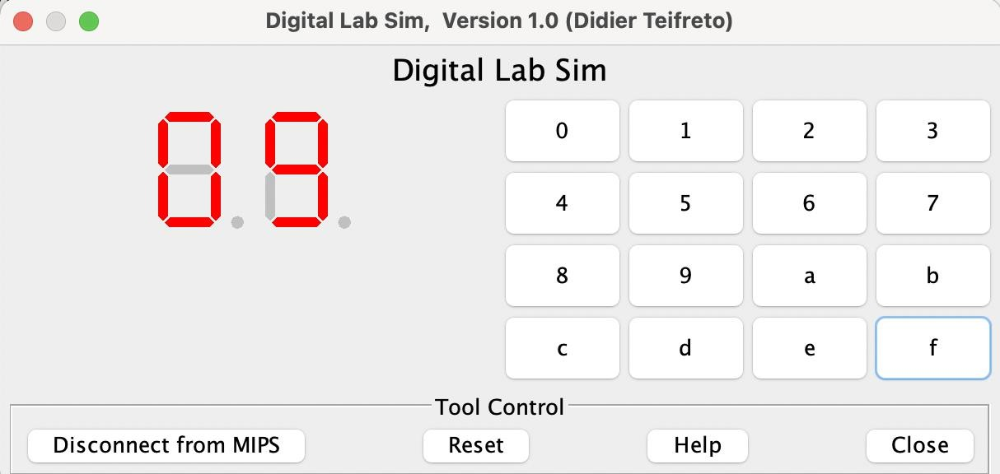 Digital Lab Sim, Version 1.0 (Didier Teifreto)
Digital Lab Sim
09
0 1 2 3
4 5 6 7
8 9 a b
c d e f
Tool Control
Disconnect from MIPS Reset Help Close